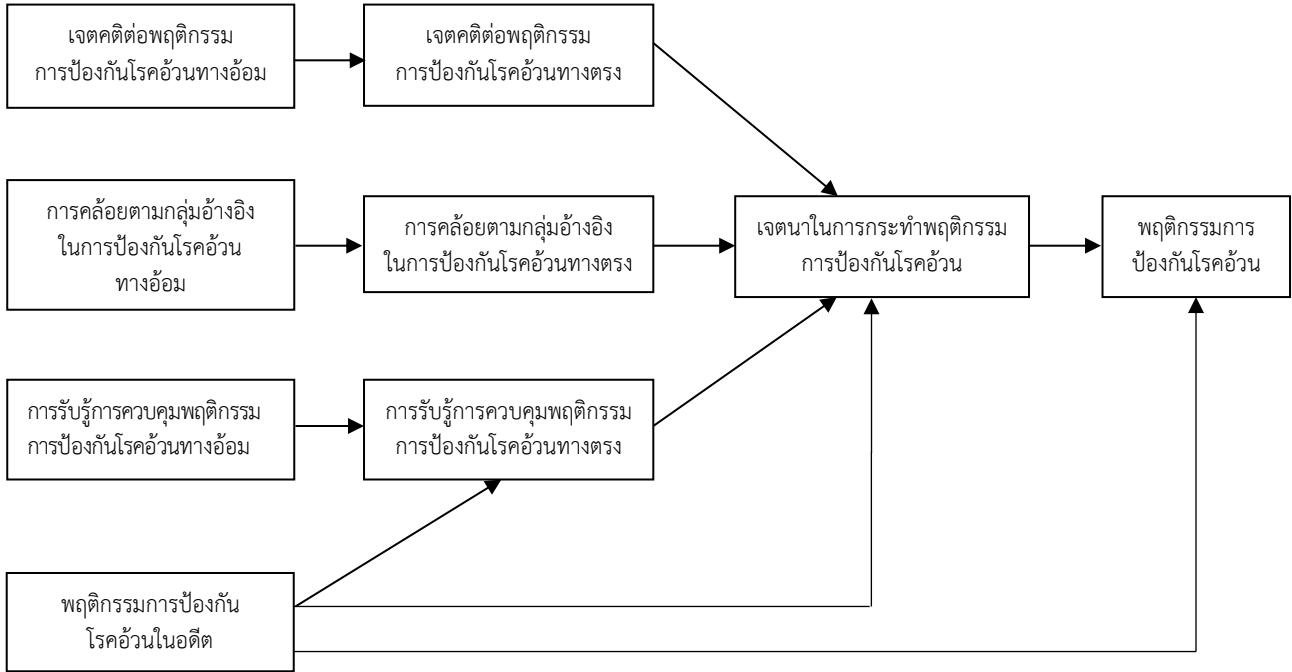 เจตคติต่อพฤติกรรม
การป้องกันโรคอ้วนทางอ้อม
เจตคติต่อพฤติกรรม
การป้องกันโรคอ้วนทางตรง
การคล้อยตามกลุ่มอ้างอิง
ในการป้องกันโรคอ้วน
ทางอ้อม
การคล้อยตามกลุ่มอ้างอิง
ในการป้องกันโรคอ้วนทางตรง
เจตนาในการกระทำพฤติกรรม
การป้องกันโรคอ้วน
พฤติกรรมการ
ป้องกันโรคอ้วน
การรับรู้การควบคุมพฤติกรรม
การป้องกันโรคอ้วนทางอ้อม
การรับรู้การควบคุมพฤติกรรม
การป้องกันโรคอ้วนทางตรง
พฤติกรรมการป้องกัน
โรคอ้วนในอดีต